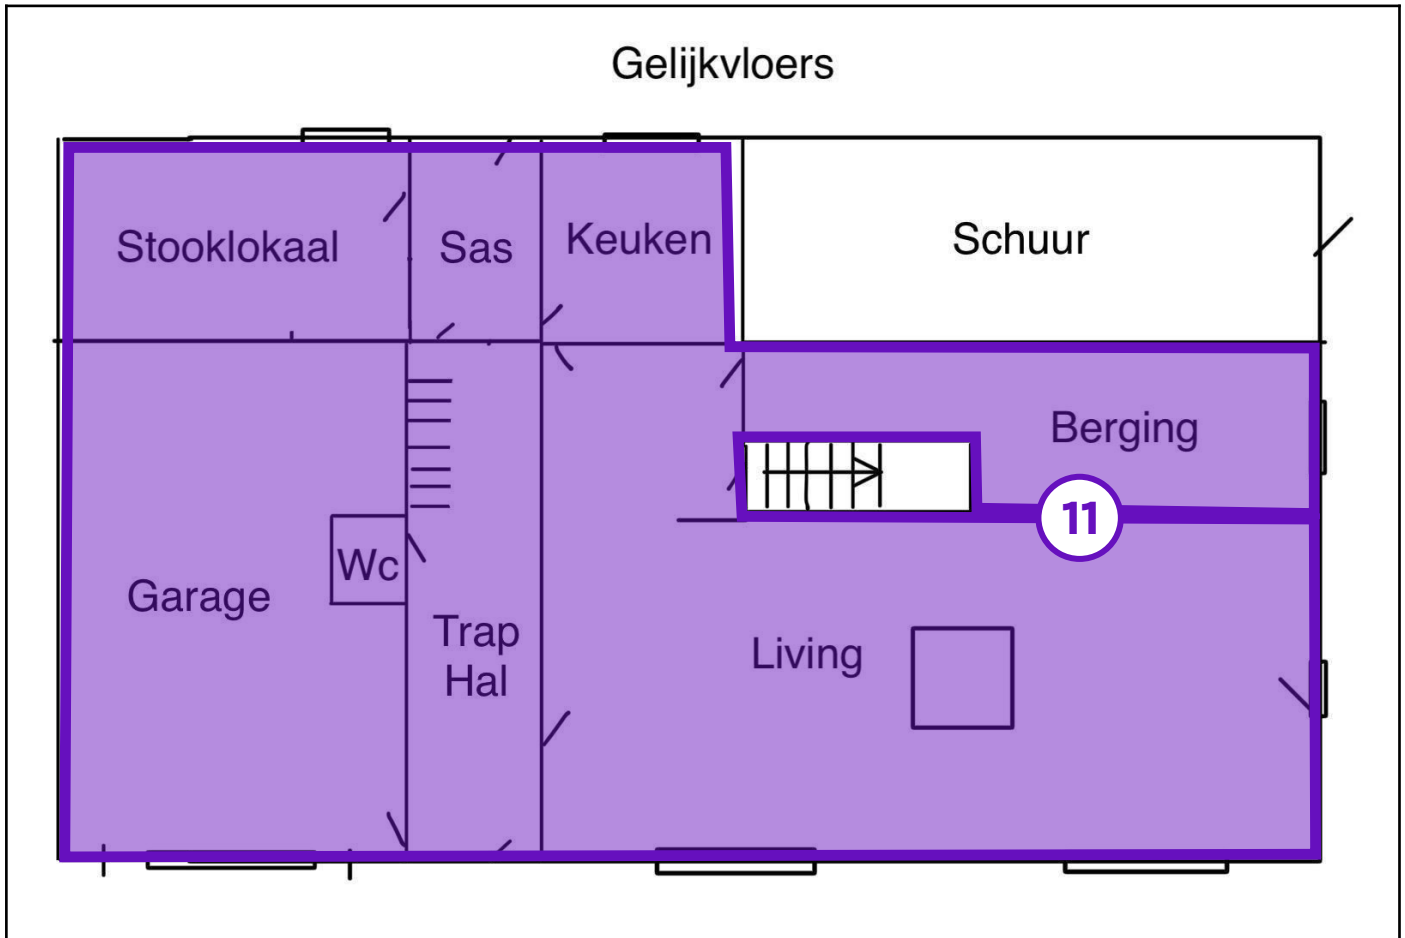 Gelijkvloers
Stooklokaal
Sas
Keuken
Schuur
Berging
11
Wc
Garage
Trap
Hal
Living